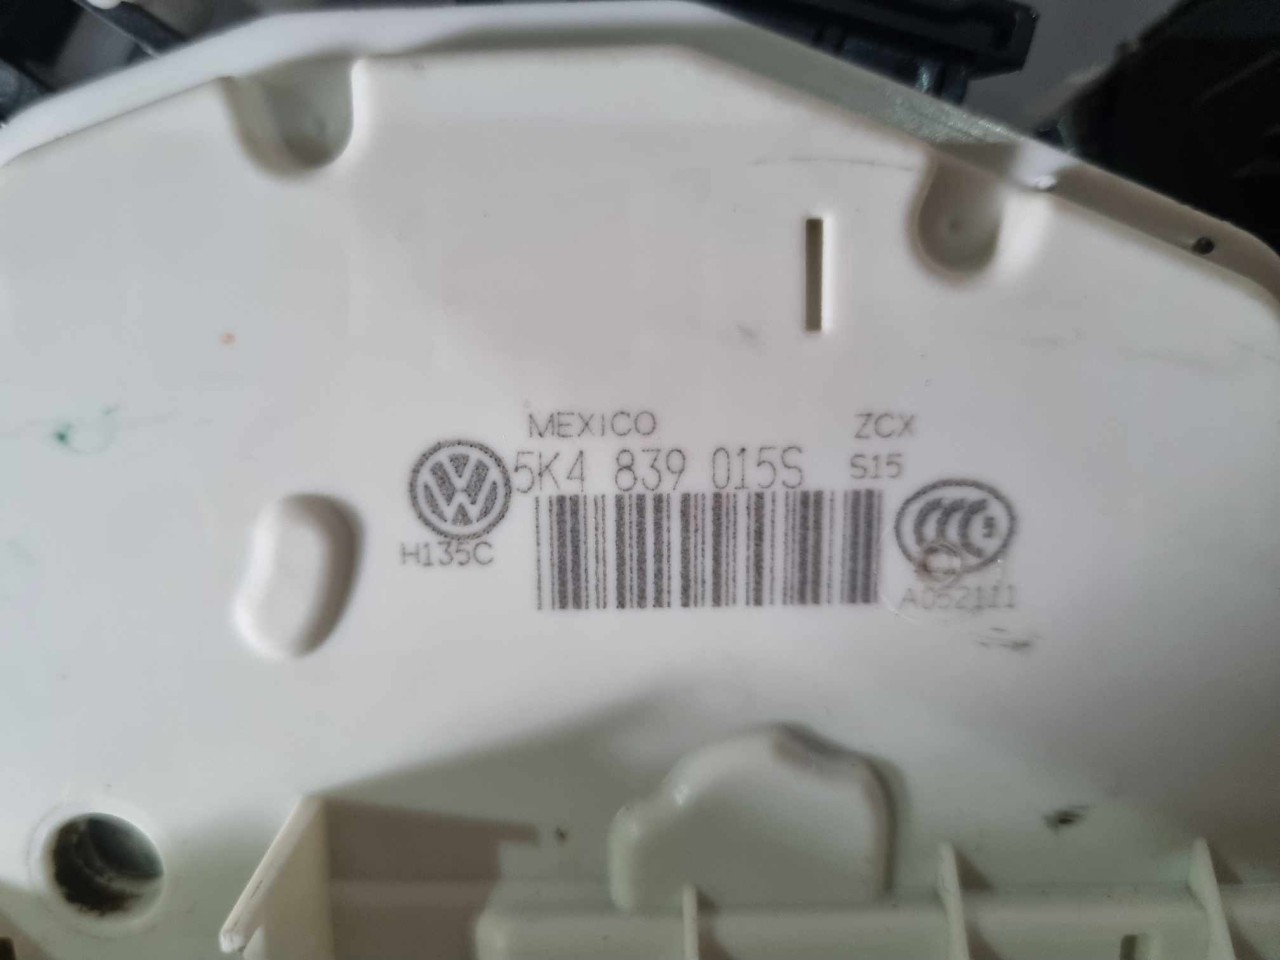 MEXICO ZCX
5K4 839 015S S15
H135C
S
A052111